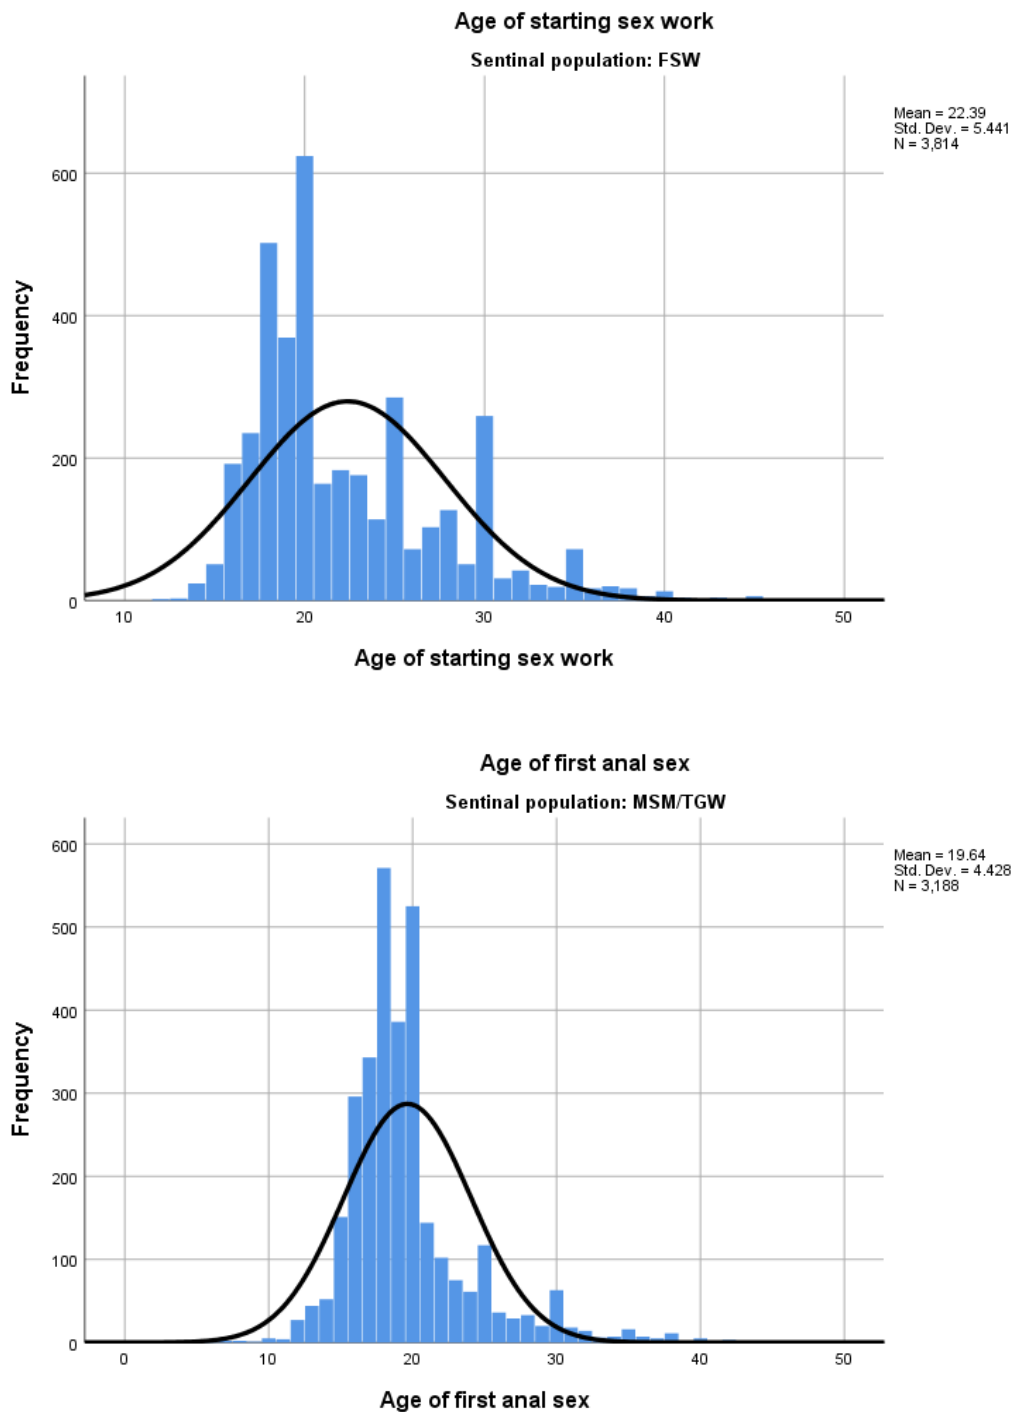 Age of starting sex work
Sentinal population: FSW
Mean = 22.39
Std. Dev. = 5.441
N = 3,814
600
400
200
0
Frequency
10 20 30 40 50
Age of starting sex work
Age of first anal sex
Sentinal population: MSM/TGW
Mean = 19.64
Std. Dev. = 4.428
N = 3,188
600
500
400
300
200
100
0
Frequency
0 10 20 30 40 50
Age of first anal sex